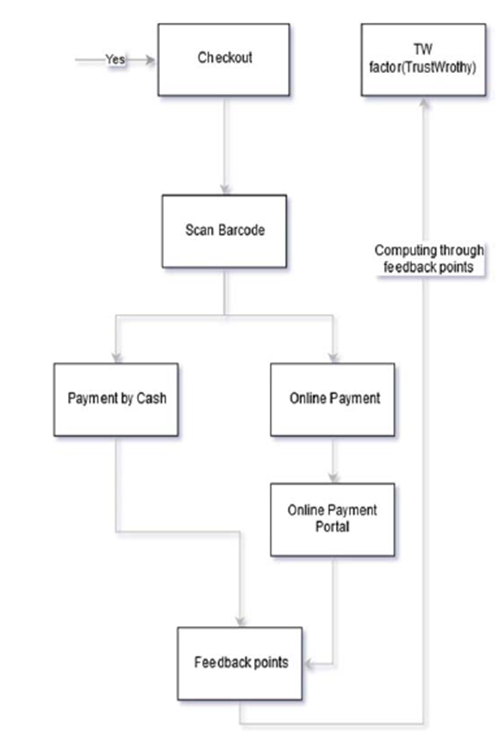 Yes
Checkout
TW
factor(TrustWrothy)
Scan Barcode
Computing through
feedback points
Payment by Cash
Online Payment
Online Payment
Portal
Feedback points